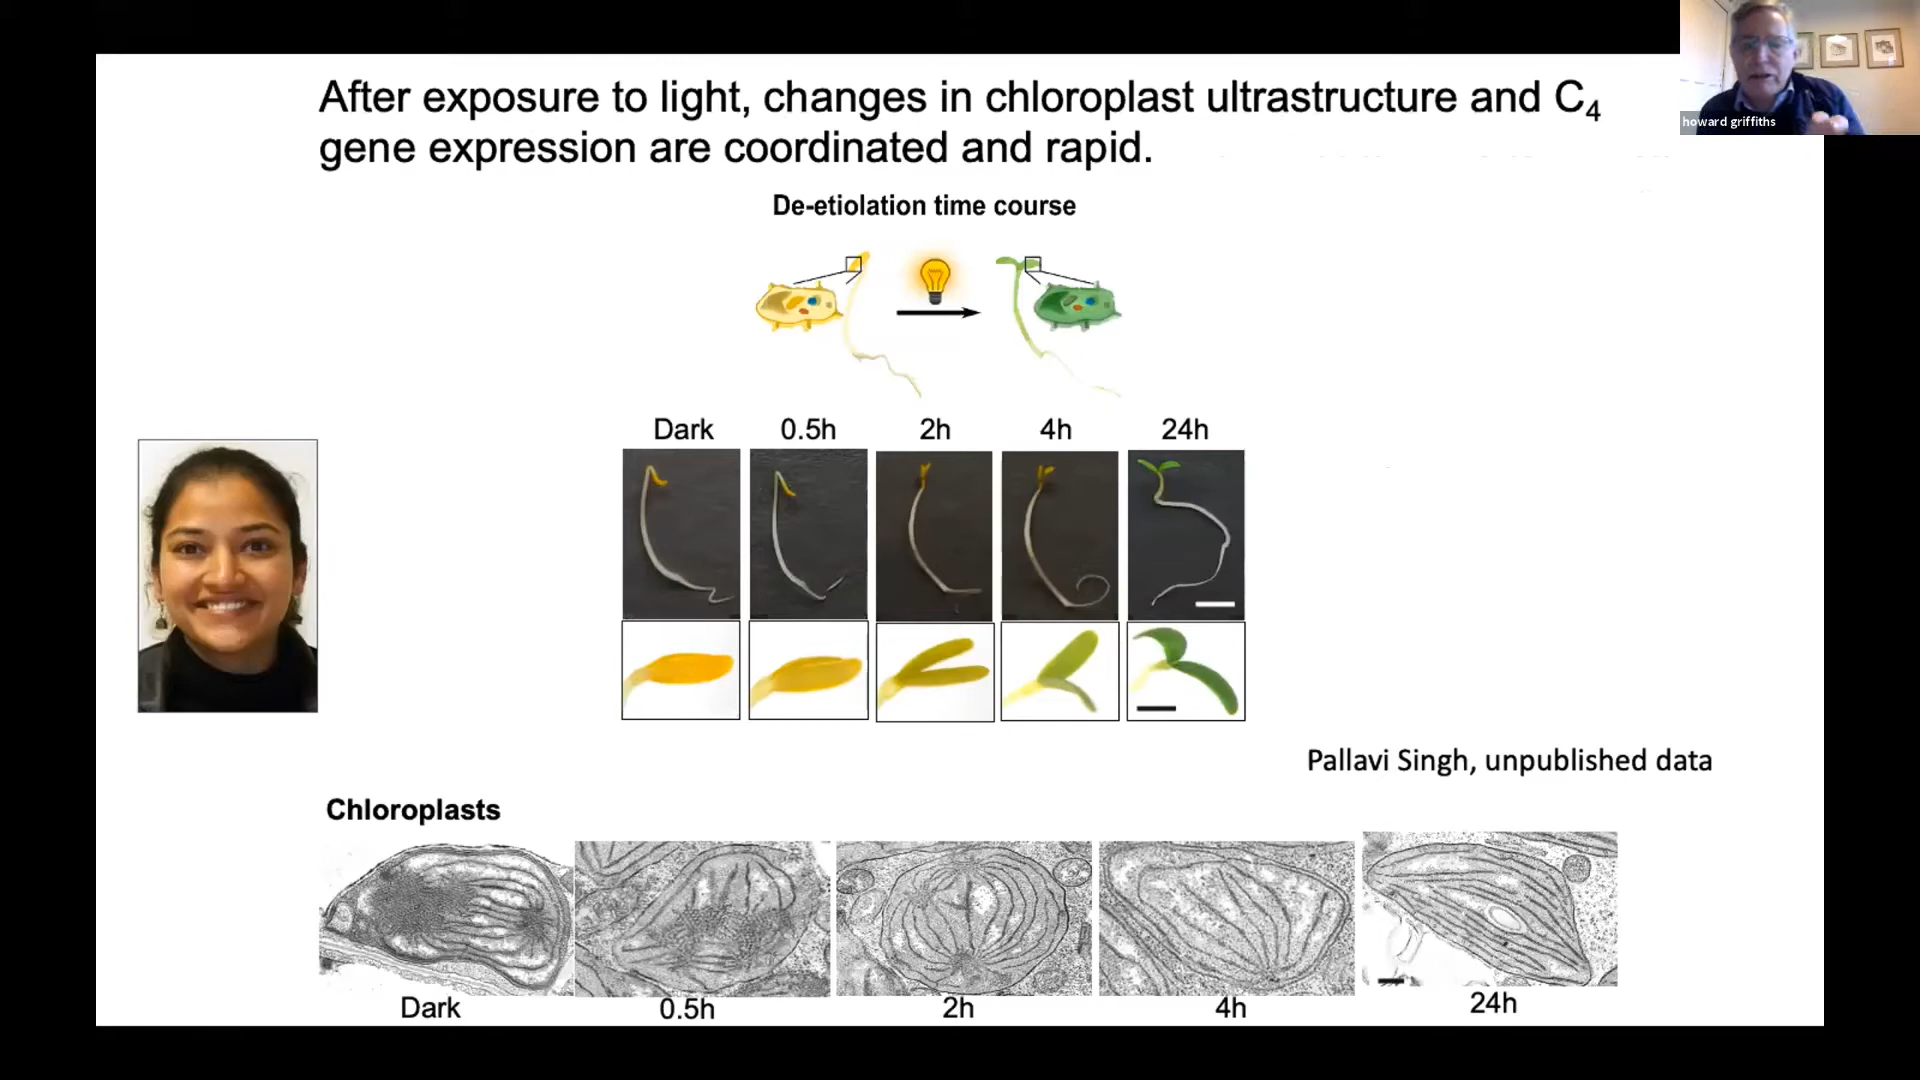 After exposure to light, changes in chloroplast ultrastructure and C₄
gene expression are coordinated and rapid.
howard griffiths
De-etiolation time course
Dark 0.5h 2h 4h 24h
Pallavi Singh, unpublished data
Chloroplasts
Dark 0.5h 2h 4h 24h